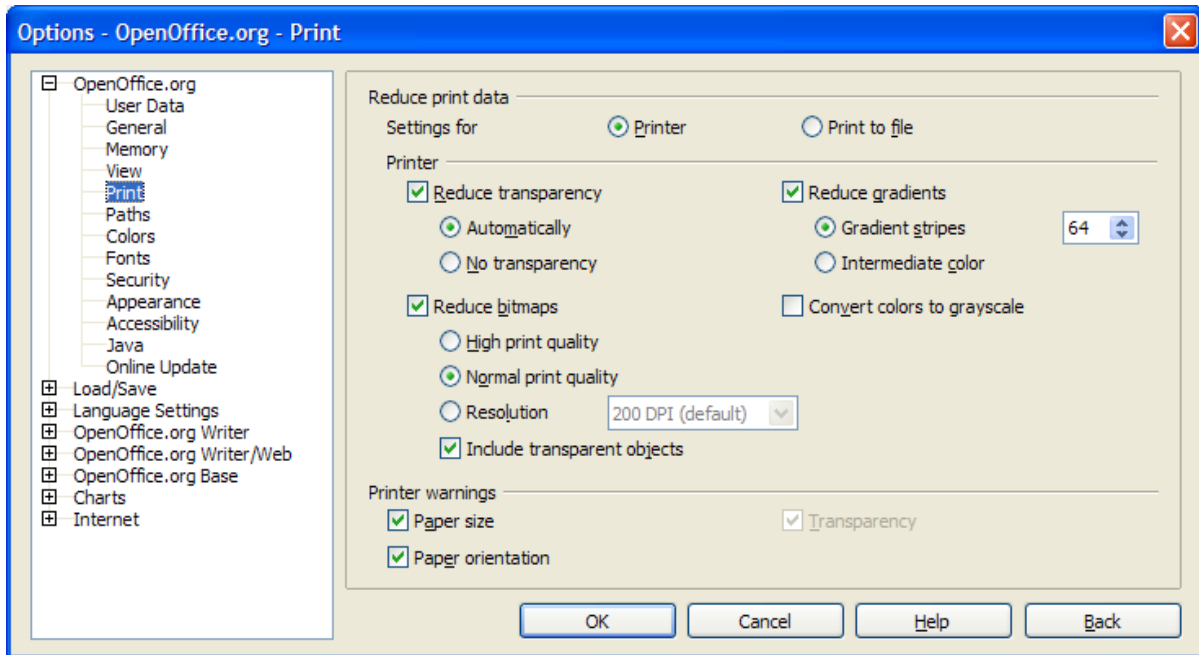 Options - OpenOffice.org - Print
OpenOffice.org
User Data
General
Memory
View
Print
Paths
Colors
Fonts
Security
Appearance
Accessibility
Java
Online Update
Load/Save
Language Settings
OpenOffice.org Writer
OpenOffice.org Writer/Web
OpenOffice.org Base
Charts
Internet
Reduce print data
Settings for Printer Print to file
Printer
Reduce transparency Reduce gradients
Automatically Gradient stripes 64
No transparency Intermediate color
Reduce bitmaps Convert colors to grayscale
High print quality
Normal print quality
Resolution 200 DPI (default)
Include transparent objects
Printer warnings
Paper size Transparency
Paper orientation
OK Cancel Help Back